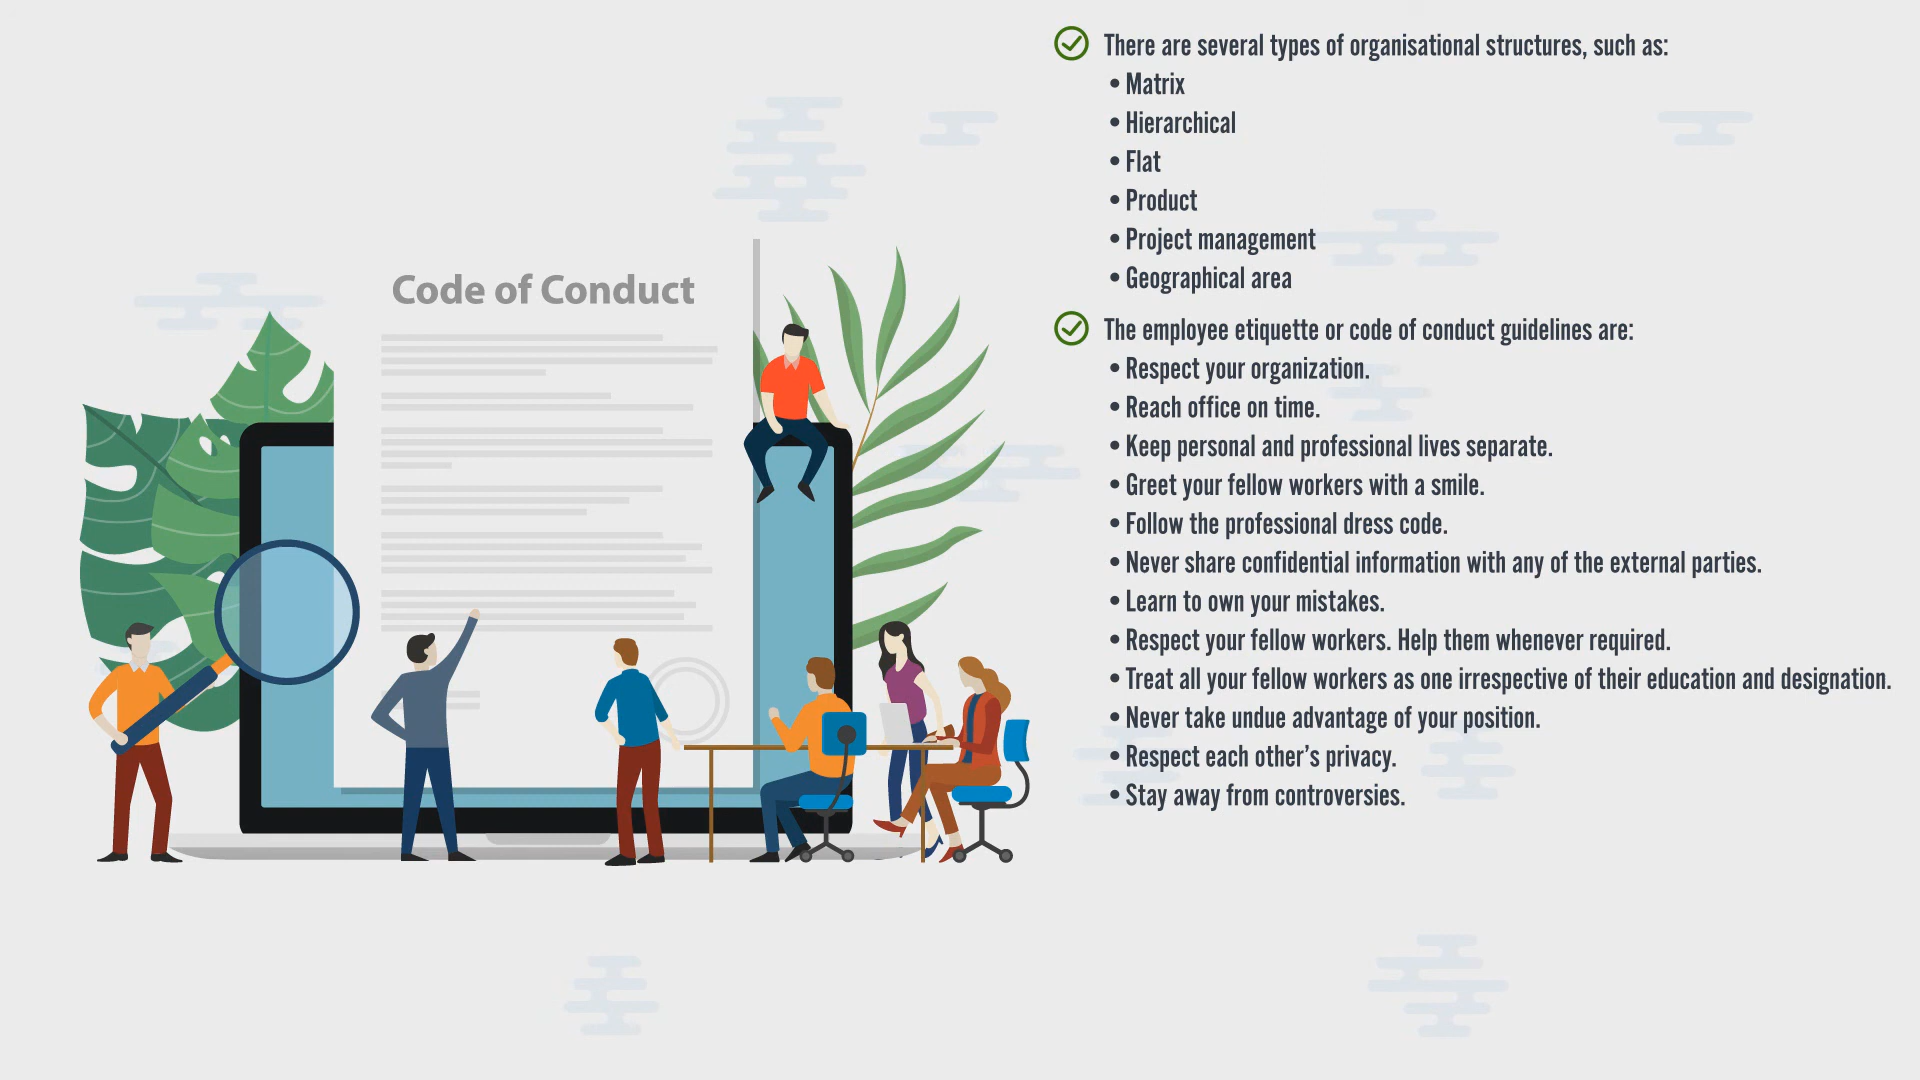 Code of Conduct
There are several types of organisational structures, such as:
• Matrix
• Hierarchical
• Flat
• Product
• Project management
• Geographical area
The employee etiquette or code of conduct guidelines are:
• Respect your organization.
• Reach office on time.
• Keep personal and professional lives separate.
• Greet your fellow workers with a smile.
• Follow the professional dress code.
• Never share confidential information with any of the external parties.
• Learn to own your mistakes.
• Respect your fellow workers. Help them whenever required.
• Treat all your fellow workers as one irrespective of their education and designation.
• Never take undue advantage of your position.
• Respect each other’s privacy.
• Stay away from controversies.